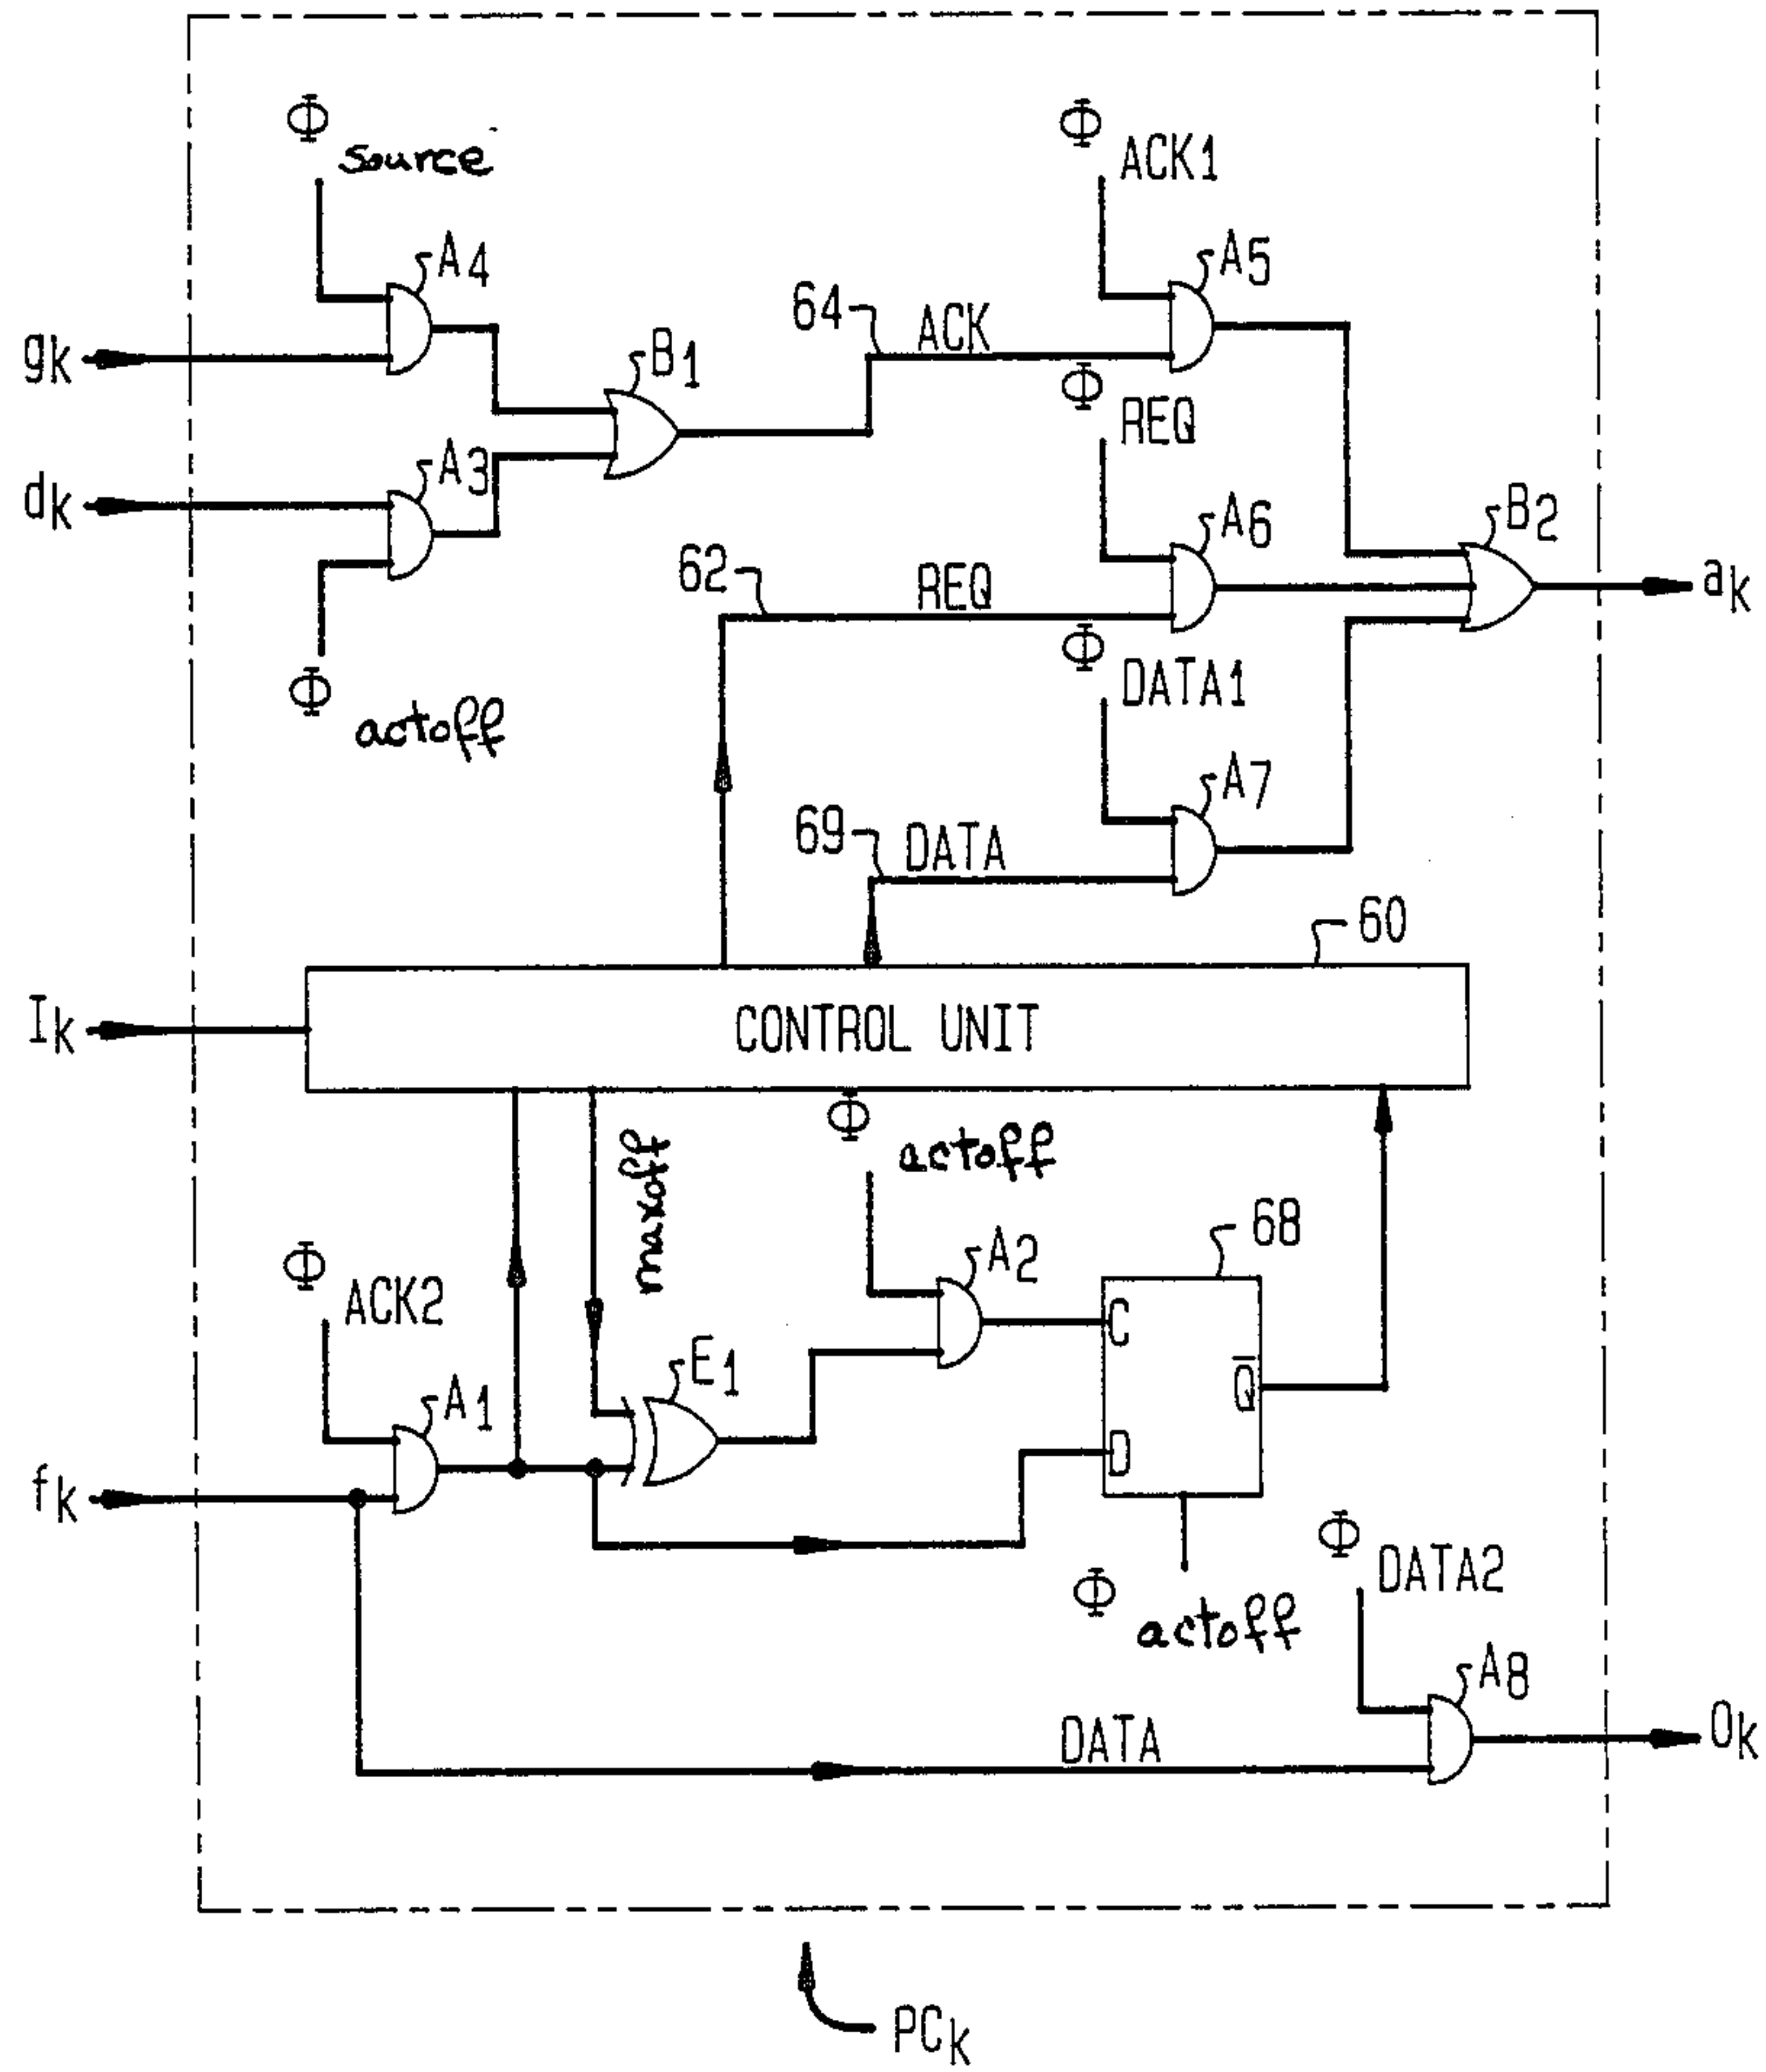 Φ source
Φ ACK1
A4
A5
gk
64
ACK
B1
Φ REQ
dk
A3
A6
B2
62
REQ
ak
Φ actoff
Φ DATA1
A7
69
DATA
60
Ik
CONTROL UNIT
Φ actoff
maxoff
68
A2
Φ ACK2
C
E1
Q̅
A1
D
fk
Φ DATA2
Φ actoff
A8
DATA
Ok
PCk